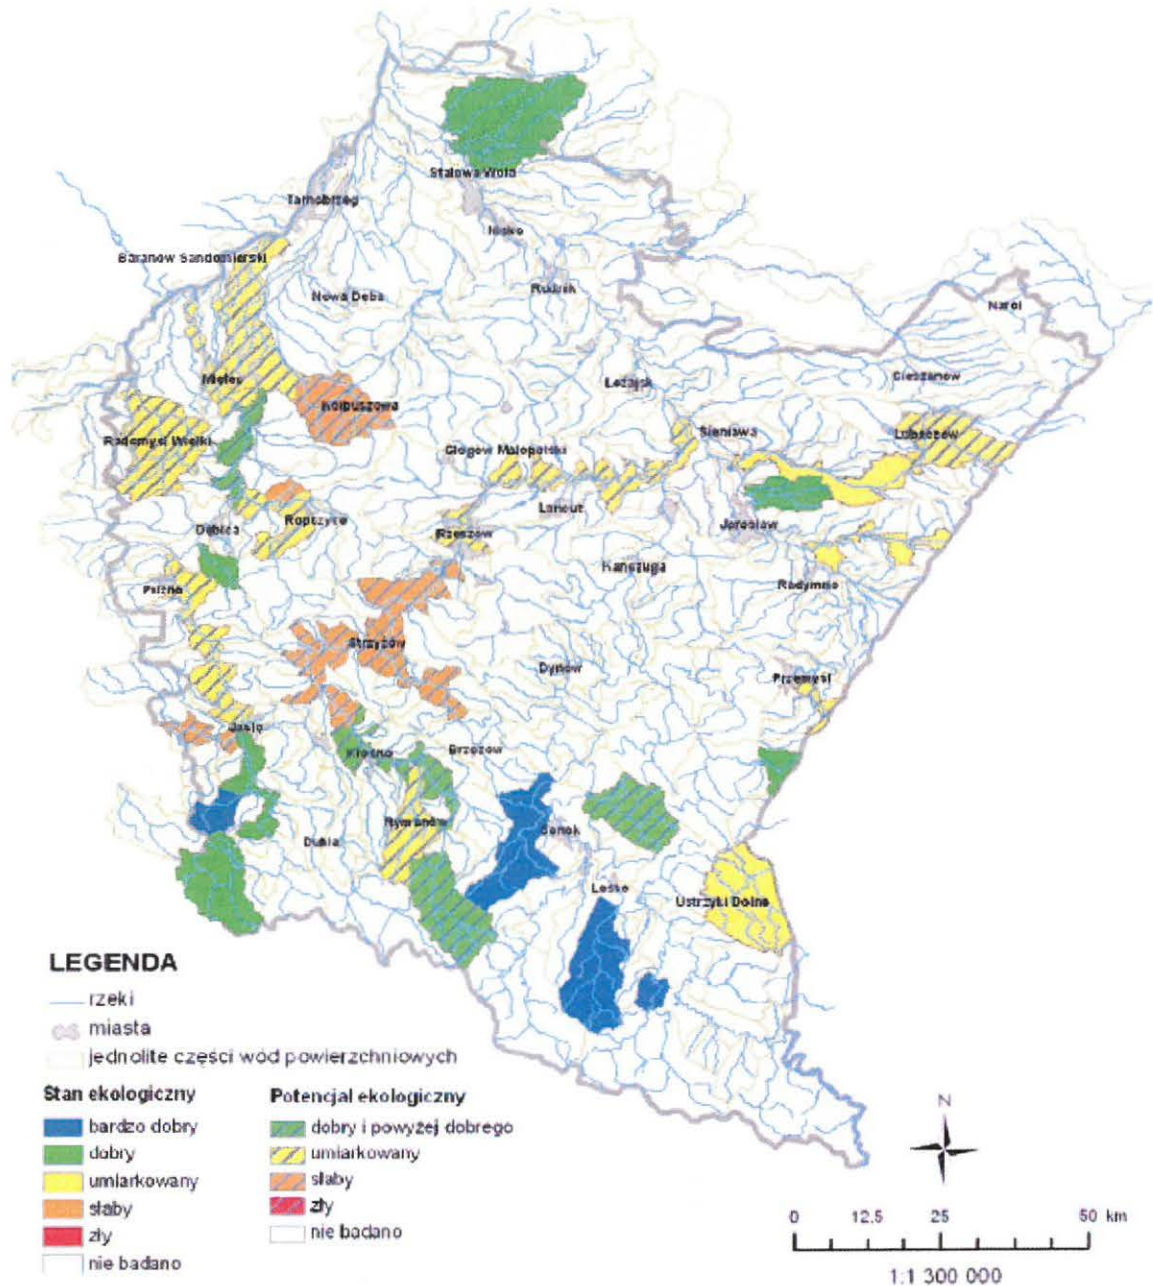 Stalowa Wola
Tarnobrzeg
Nisko
Baranów Sandomierski
Rudnik
Nowa Dęba
Narol
Mielec
Leżajsk
Cieszanów
Kolbuszowa
Radomyśl Wielki
Sieniawa
Lubaczów
Głogów Małopolski
Ropczyce
Łańcut
Jarosław
Dębica
Rzeszów
Kańczuga
Radymno
Pilzno
Strzyżów
Dynów
Przemyśl
Jasło
Krosno
Brzozów
Rymanów
Sanok
Dukla
Lesko
Ustrzyki Dolne
LEGENDA
rzeki
miasta
jednolite części wód powierzchniowych
Stan ekologiczny
bardzo dobry
dobry
umiarkowany
słaby
zły
nie badano
Potencjał ekologiczny
dobry i powyżej dobrego
umiarkowany
słaby
zły
nie badano
N
0 12.5 25 50 km
1:1 300 000